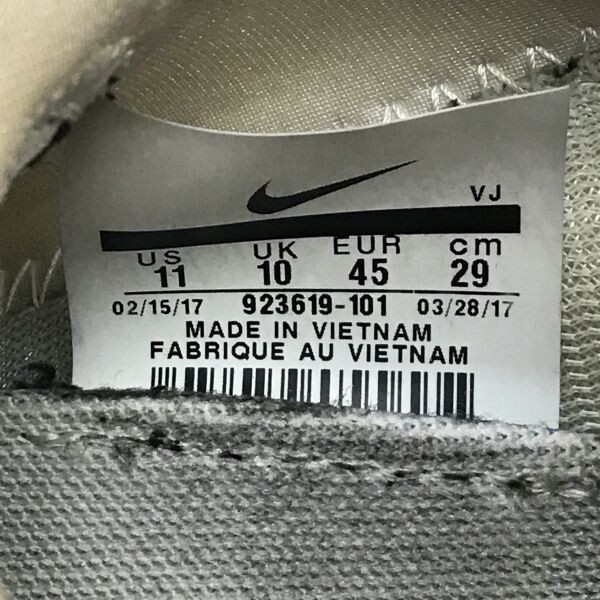 VJ
US UK EUR cm
11 10 45 29
02/15/17 923619-101 03/28/17
MADE IN VIETNAM
FABRIQUE AU VIETNAM